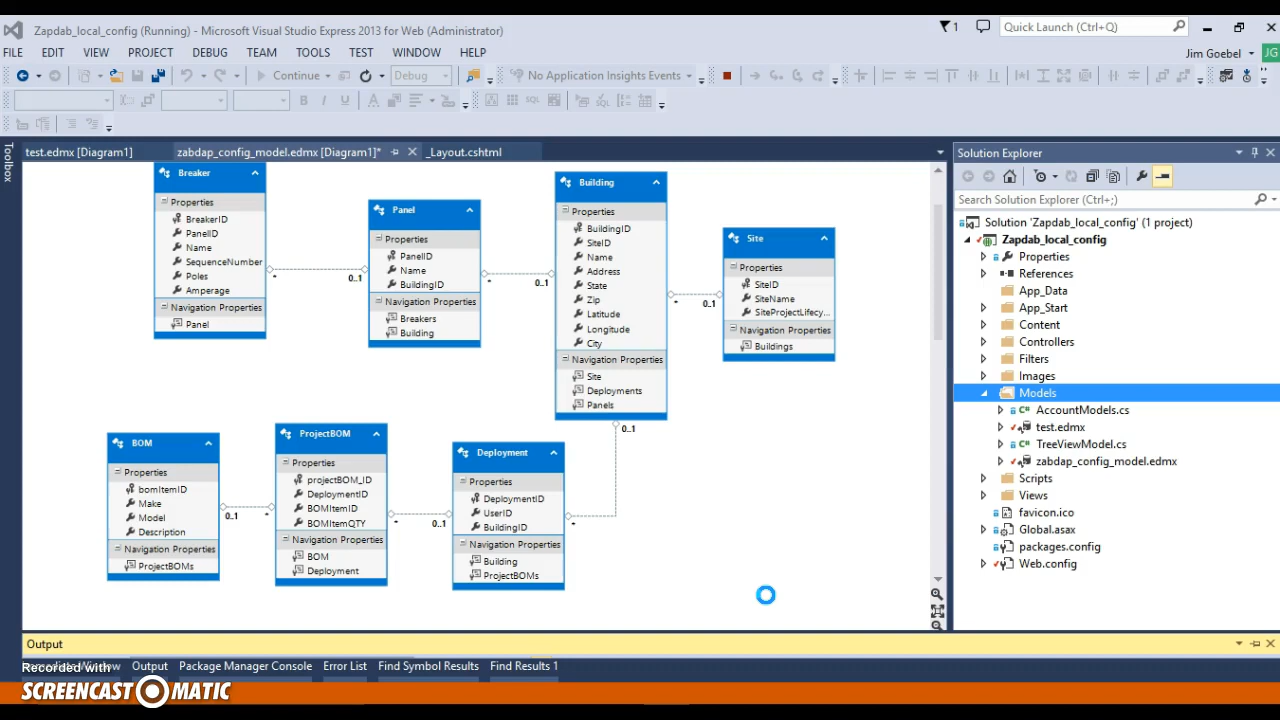 Zapdab_local_config (Running) - Microsoft Visual Studio Express 2013 for Web (Administrator)
1
Quick Launch (Ctrl+Q)
FILE EDIT VIEW PROJECT DEBUG TEAM TOOLS TEST WINDOW HELP
Jim Goebel JG
Continue Debug No Application Insights Events
SQL SQL
Toolbox
test.edmx [Diagram1] zabdap_config_model.edmx [Diagram1]* _Layout.cshtml
Breaker
Properties
BreakerID
PanelID
Name
SequenceNumber
Poles
Amperage
Navigation Properties
Panel
* 0..1
Panel
Properties
PanelID
Name
BuildingID
Navigation Properties
Breakers
Building
* 0..1
Building
Properties
BuildingID
SiteID
Name
Address
State
Zip
Latitude
Longitude
City
Navigation Properties
Site
Deployments
Panels
* 0..1
Site
Properties
SiteID
SiteName
SiteProjectLifecy...
Navigation Properties
Buildings
BOM
Properties
bomItemID
Make
Model
Description
Navigation Properties
ProjectBOMs
0..1 *
ProjectBOM
Properties
projectBOM_ID
DeploymentID
BOMItemID
BOMItemQTY
Navigation Properties
BOM
Deployment
* 0..1
Deployment
Properties
DeploymentID
UserID
BuildingID
Navigation Properties
Building
ProjectBOMs
0..1
*
Solution Explorer
Search Solution Explorer (Ctrl+;)
Solution 'Zapdab_local_config' (1 project)
Zapdab_local_config
Properties
References
App_Data
App_Start
Content
Controllers
Filters
Images
Models
C# AccountModels.cs
test.edmx
C# TreeViewModel.cs
zabdap_config_model.edmx
Scripts
Views
favicon.ico
Global.asax
packages.config
Web.config
Output
Window Output Package Manager Console Error List Find Symbol Results Find Results 1
Recorded with
SCREENCAST MATIC